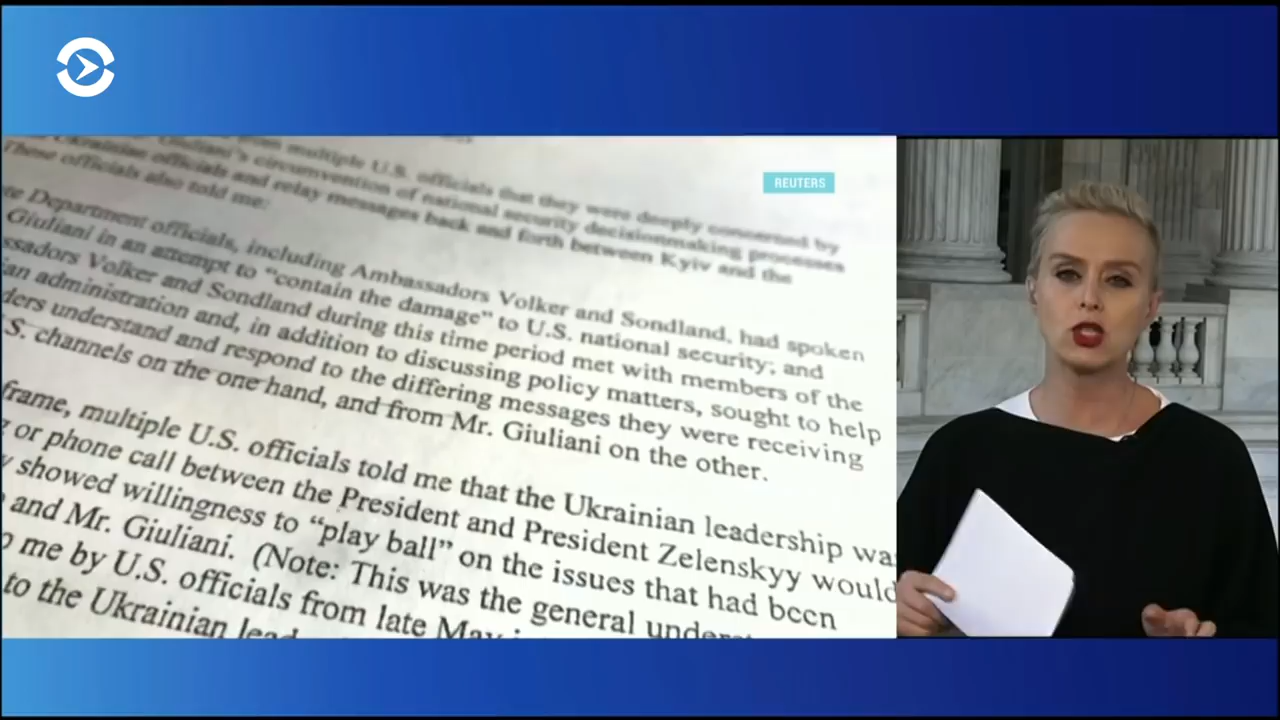 REUTERS
multiple U.S. officials that they were deeply concerned by
Giuliani's circumvention of national security decisionmaking processes
Ukrainian officials and relay messages back and forth between Kyiv and the
These officials also told me:
te Department officials, including Ambassadors Volker and Sondland, had spoken
Giuliani in an attempt to “contain the damage” to U.S. national security; and
ssadors Volker and Sondland during this time period met with members of the
ian administration and, in addition to discussing policy matters, sought to help
ders understand and respond to the differing messages they were receiving
.S. channels on the one hand, and from Mr. Giuliani on the other.
frame, multiple U.S. officials told me that the Ukrainian leadership wa
g or phone call between the President and President Zelenskyy would
y showed willingness to “play ball” on the issues that had been
and Mr. Giuliani. (Note: This was the general underst
o me by U.S. officials from late May i
to the Ukrainian lead